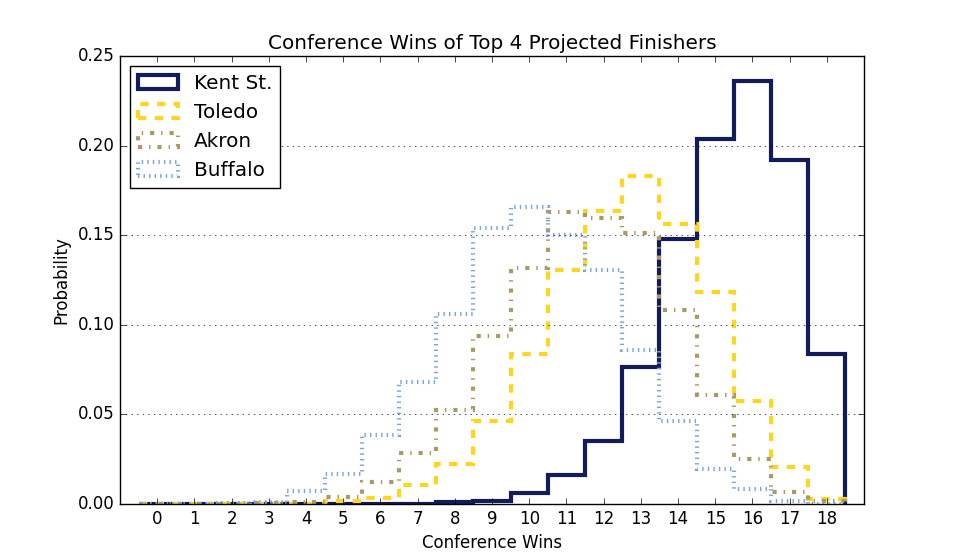 Conference Wins of Top 4 Projected Finishers
Kent St.
Toledo
Akron
Buffalo
Probability
0.25
0.20
0.15
0.10
0.05
0.00
0 1 2 3 4 5 6 7 8 9 10 11 12 13 14 15 16 17 18
Conference Wins